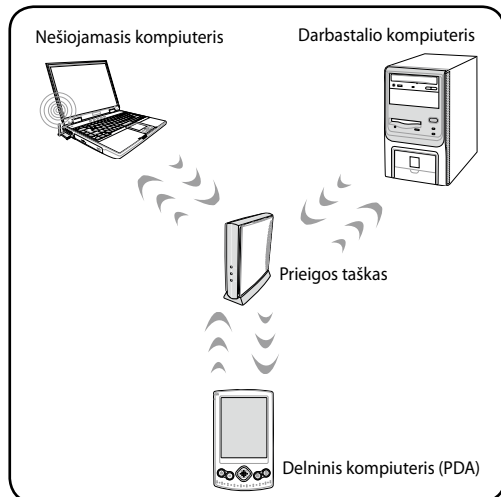 Nešiojamasis kompiuteris
Darbastalio kompiuteris
Prieigos taškas
Delninis kompiuteris (PDA)